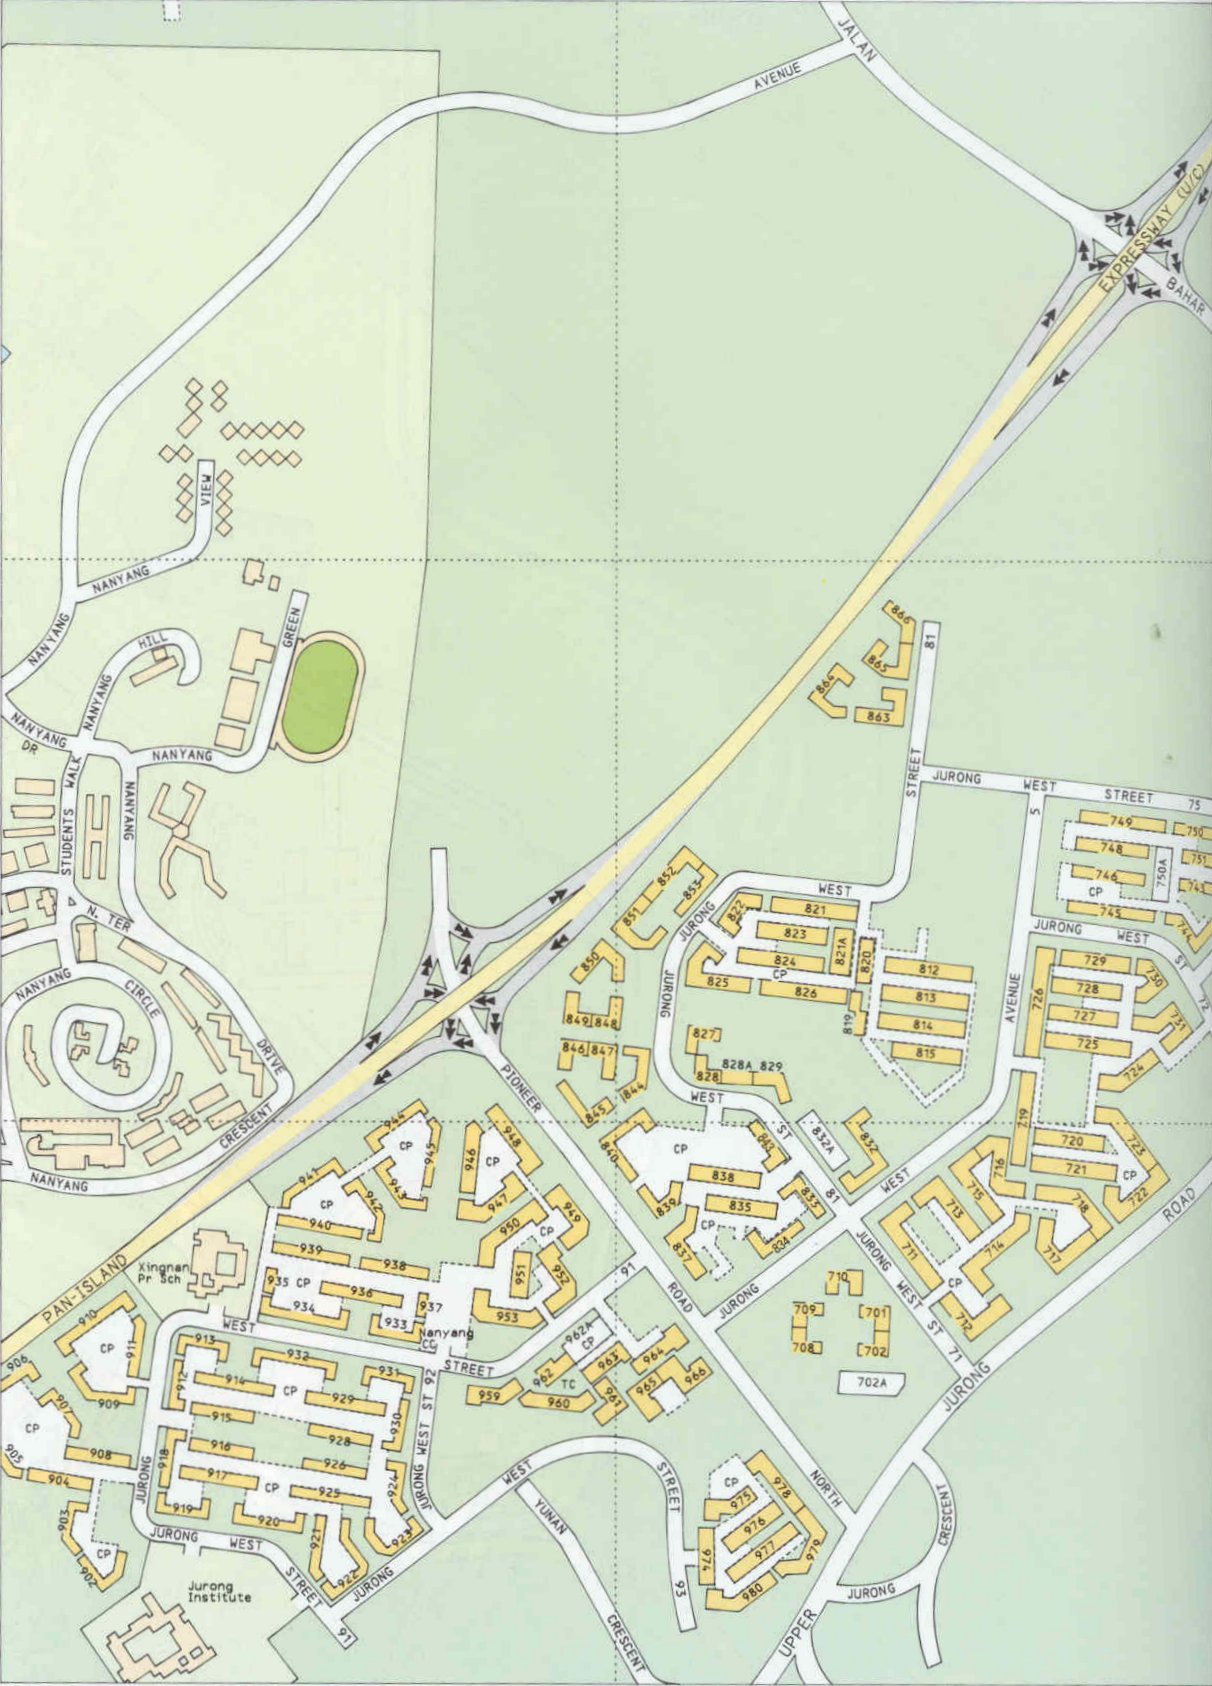 JALAN
AVENUE
EXPRESSWAY (U/C)
BAHAR
VIEW
NANYANG
NANYANG
HILL
GREEN
NANYANG
NANYANG
DR
NANYANG
NANYANG
STUDENTS WALK
N. TER
NANYANG
CIRCLE
DRIVE
CRESCENT
NANYANG
PAN-ISLAND
866
865
864
863
81
STREET
JURONG WEST STREET 75
5
749
748
746
CP
745
750
751
750A
743
744
JURONG WEST ST 72
852
853
851
850
849
848
846
847
844
845
JURONG
WEST
822
821
823
824
821A
820
CP
825
826
819
812
813
814
815
827
828A
829
828
JURONG
WEST
ST
81
AVENUE
726
729
728
727
725
730
731
724
719
720
721
723
CP
722
718
717
716
715
713
714
711
CP
712
832A
832
842
833
CP
840
838
839
835
CP
837
834
WEST
JURONG
PIONEER
ROAD
NORTH
944
CP
945
943
941
942
CP
940
939
938
946
948
CP
947
950
949
CP
951
952
953
935
CP
936
934
933
937
Nanyang
CC
Xingnan
Pr Sch
910
CP
911
909
906
907
CP
905
908
904
903
CP
902
WEST
STREET
91
913
932
931
912
914
CP
929
915
928
930
918
916
926
917
CP
925
924
919
920
921
923
922
JURONG WEST ST 92
JURONG
JURONG
WEST
STREET
91
Jurong
Institute
JURONG
WEST
STREET
93
YUNAN
CRESCENT
959
962
962A
CP
963
964
TC
960
961
965
966
710
709
701
708
702
702A
JURONG WEST ST 71
JURONG
ROAD
UPPER
CRESCENT
JURONG
CP
978
975
976
977
974
979
980